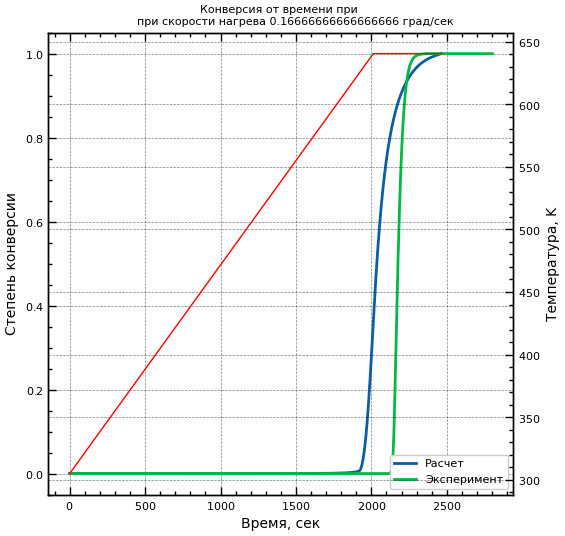 Конверсия от времени при
при скорости нагрева 0.16666666666666666 град/сек
1.0
0.8
0.6
0.4
0.2
0.0
Степень конверсии
650
600
550
500
450
400
350
300
Температура, K
Расчет
Эксперимент
0 500 1000 1500 2000 2500
Время, сек